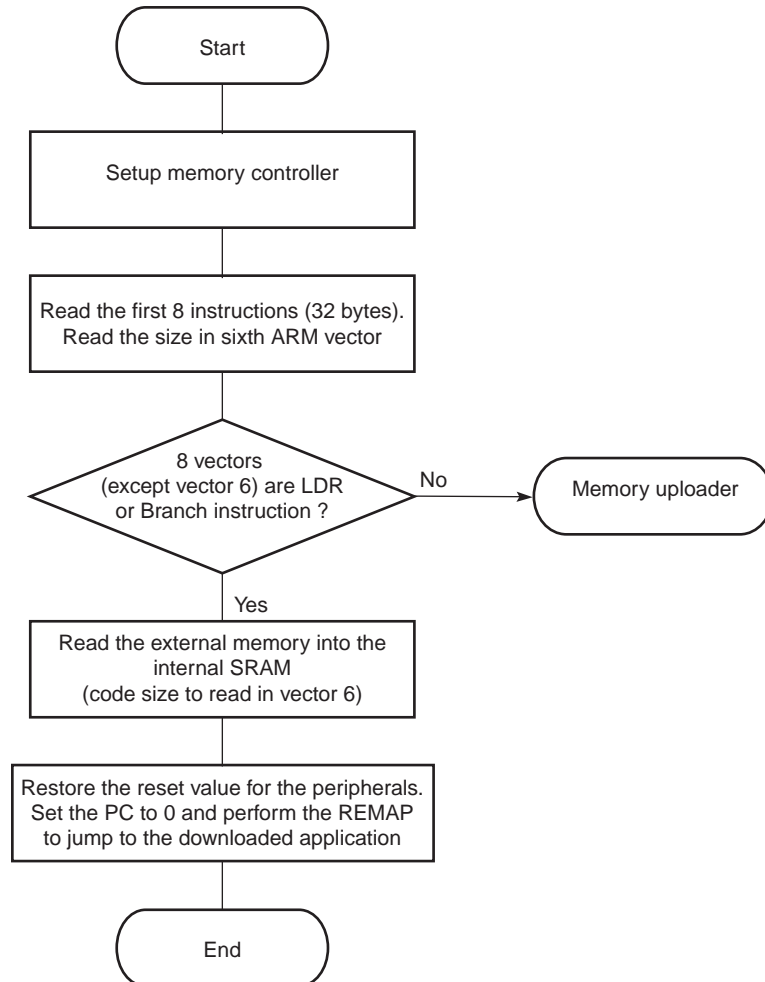 Start
Setup memory controller
Read the first 8 instructions (32 bytes).
Read the size in sixth ARM vector
8 vectors
(except vector 6) are LDR
or Branch instruction ?
No
Memory uploader
Yes
Read the external memory into the
internal SRAM
(code size to read in vector 6)
Restore the reset value for the peripherals.
Set the PC to 0 and perform the REMAP
to jump to the downloaded application
End